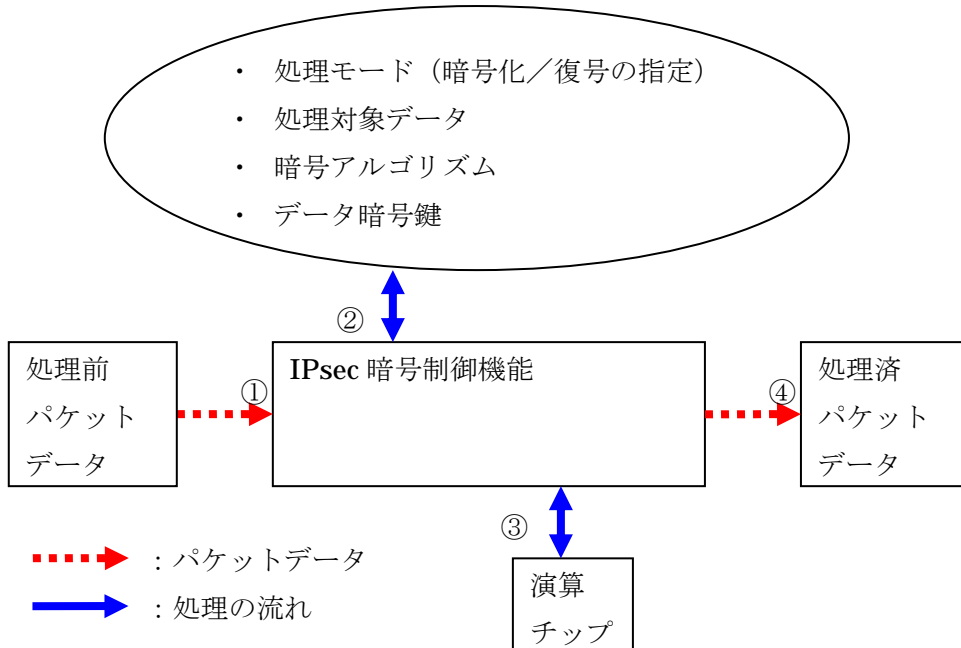 ・ 処理モード（暗号化／復号の指定）
・ 処理対象データ
・ 暗号アルゴリズム
・ データ暗号鍵
②
処理前
パケット
データ
①
IPsec 暗号制御機能
④
処理済
パケット
データ
③
：パケットデータ
：処理の流れ
演算
チップ